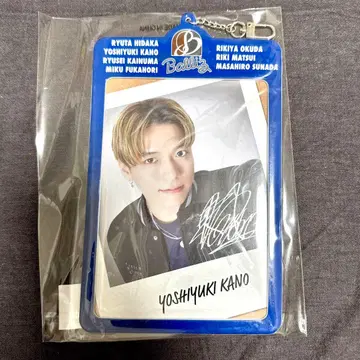 RYUTA HIDAKA
YOSHIYUKI KANO
RYUSEI KAINUMA
MIKU FUKAHORI
RIKIYA OKUDA
RIKI MATSUI
MASAHIRO SUNADA
Ballistik
YOSHIYUKI KANO